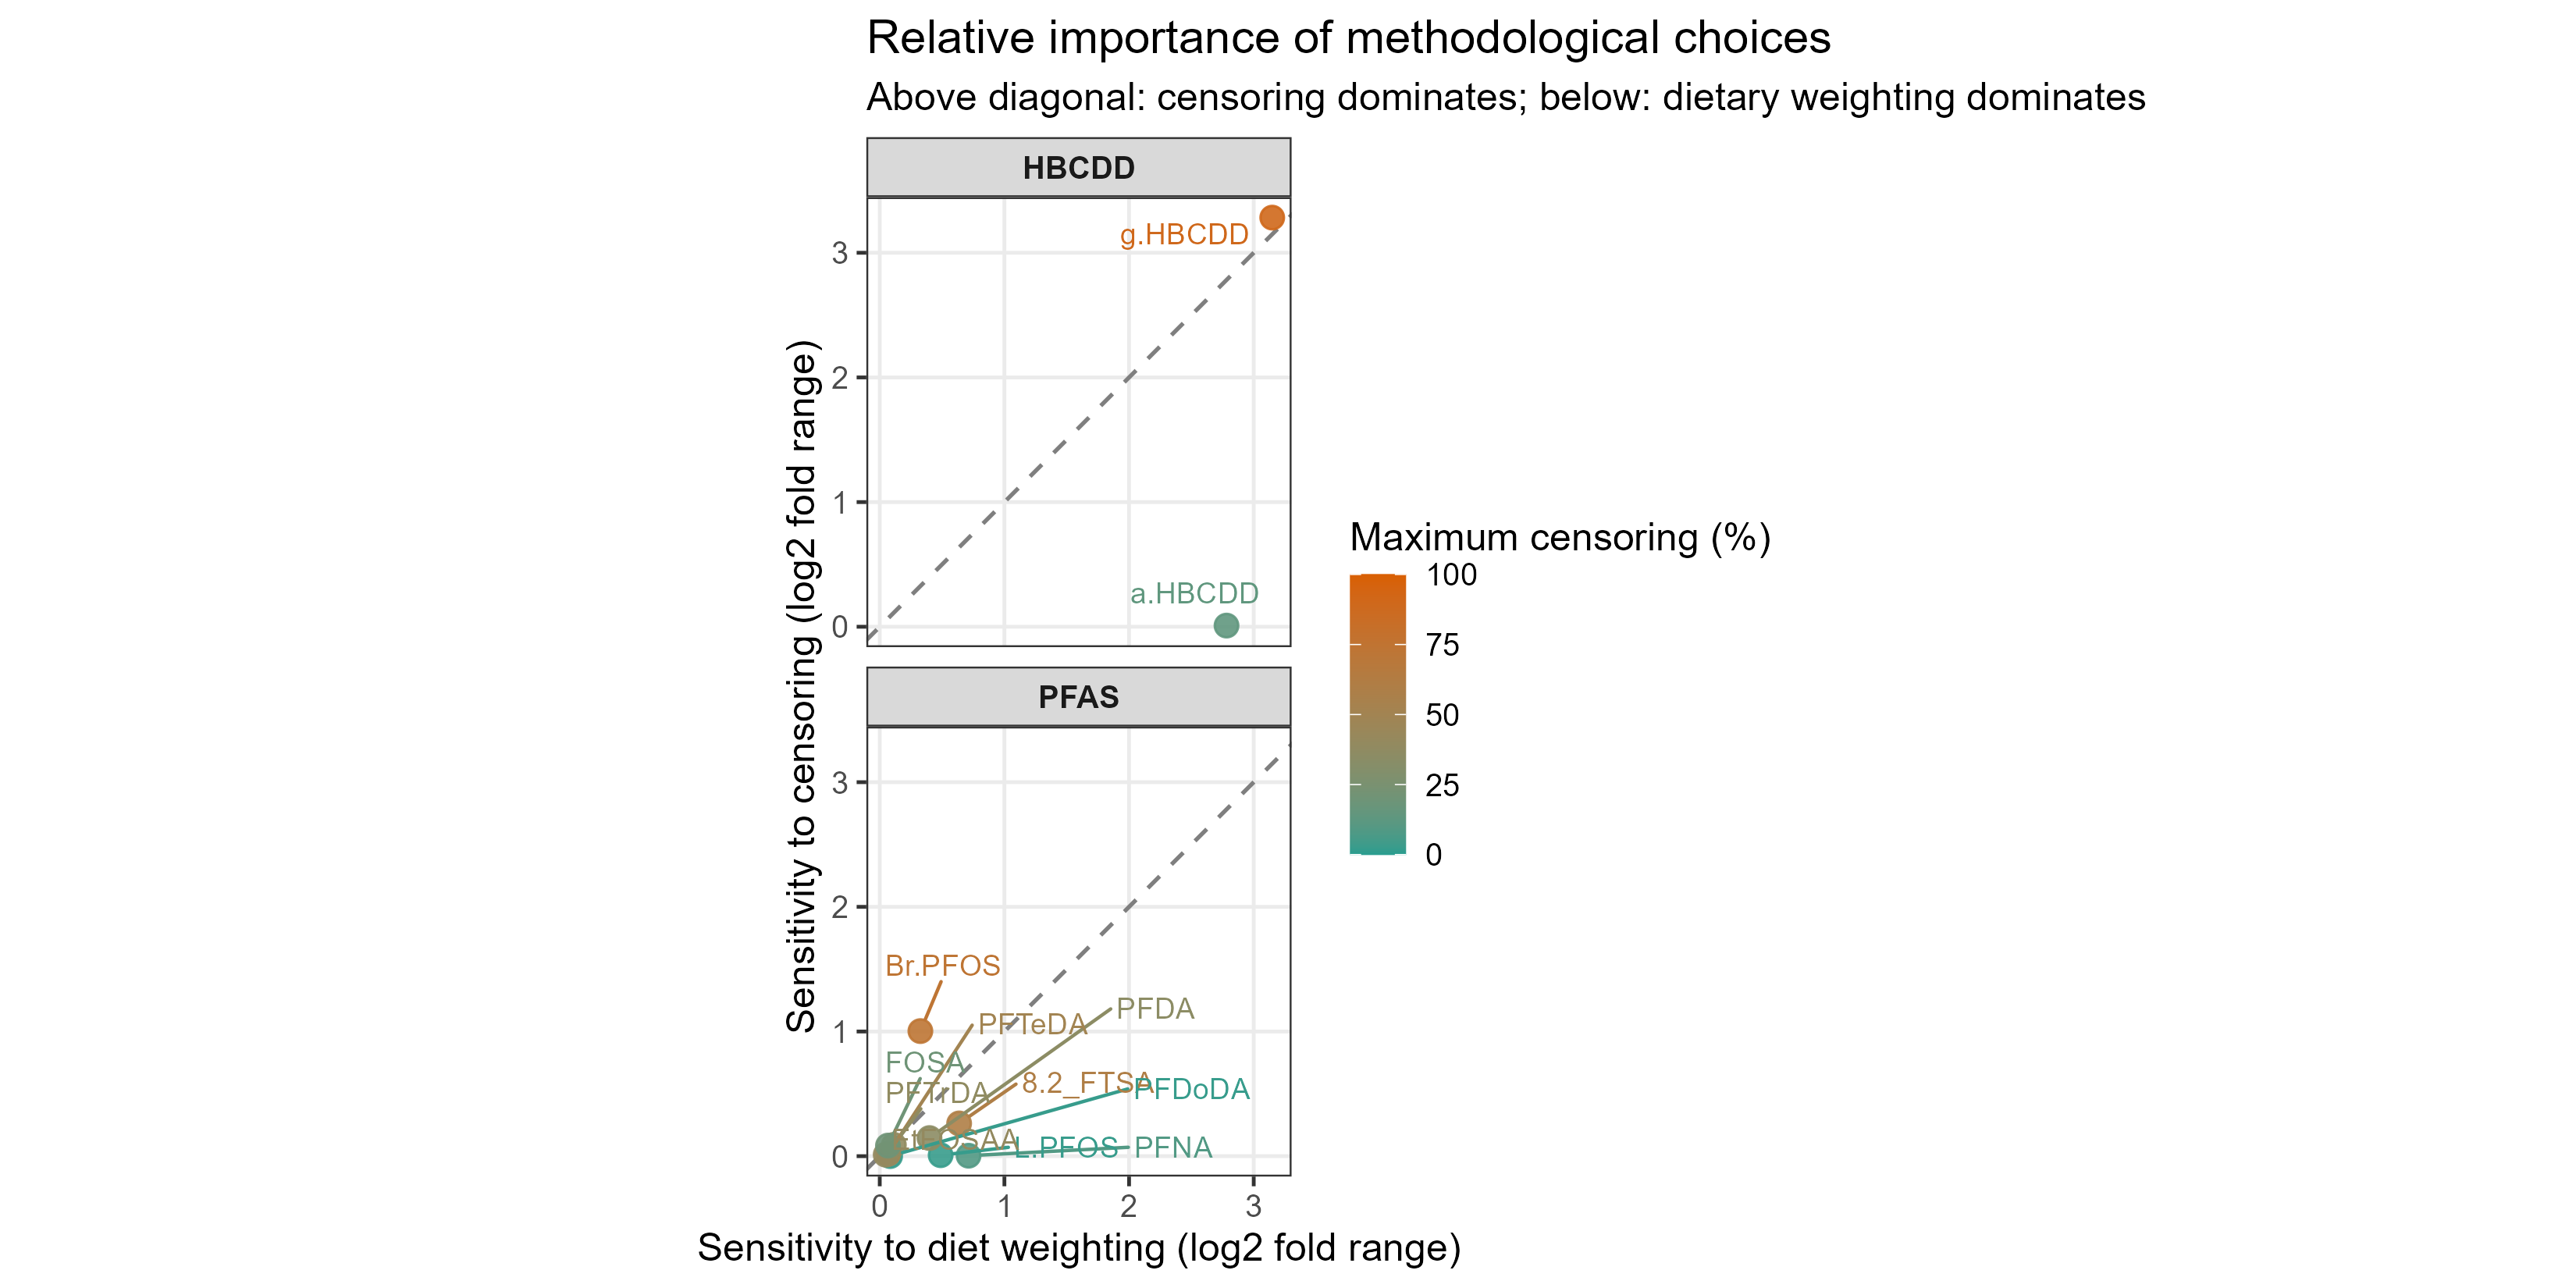 Relative importance of methodological choices
Above diagonal: censoring dominates; below: dietary weighting dominates
HBCDD
g.HBCDD
a.HBCDD
3
2
1
0
PFAS
Br.PFOS
PFDA
PFTeDA
FOSA
8.2_FTSA
PFDoDA
PFTrDA
EtFOSAA
L.PFOS
PFNA
3
2
1
0
0 1 2 3
Sensitivity to diet weighting (log2 fold range)
Sensitivity to censoring (log2 fold range)
Maximum censoring (%)
100
75
50
25
0